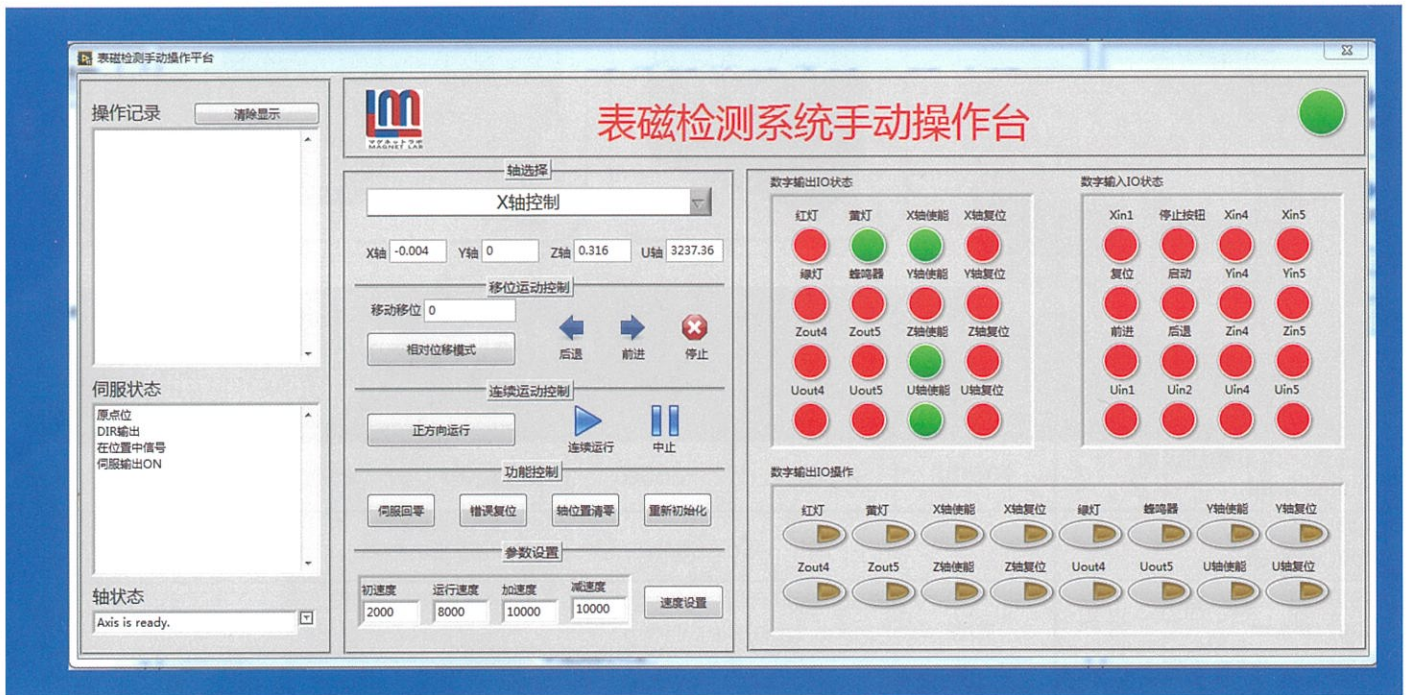 表磁检测手动操作平台
操作记录
清除显示
伺服状态
原点位
DIR输出
在位置中信号
伺服输出ON
轴状态
Axis is ready.
マグネットラボ
MAGNET LAB
表磁检测系统手动操作台
轴选择
X轴控制
X轴 -0.004 Y轴 0 Z轴 0.316 U轴 3237.36
移位运动控制
移动移位 0
相对位移模式
后退 前进 停止
连续运动控制
正方向运行
连续运行 中止
功能控制
伺服回零 错误复位 轴位置清零 重新初始化
参数设置
初速度 运行速度 加速度 减速度
2000 8000 10000 10000
速度设置
数字输出IO状态
红灯 黄灯 X轴使能 X轴复位
绿灯 蜂鸣器 Y轴使能 Y轴复位
Zout4 Zout5 Z轴使能 Z轴复位
Uout4 Uout5 U轴使能 U轴复位
数字输入IO状态
Xin1 停止按钮 Xin4 Xin5
复位 启动 Yin4 Yin5
前进 后退 Zin4 Zin5
Uin1 Uin2 Uin4 Uin5
数字输出IO操作
红灯 黄灯 X轴使能 X轴复位 绿灯 蜂鸣器 Y轴使能 Y轴复位
Zout4 Zout5 Z轴使能 Z轴复位 Uout4 Uout5 U轴使能 U轴复位